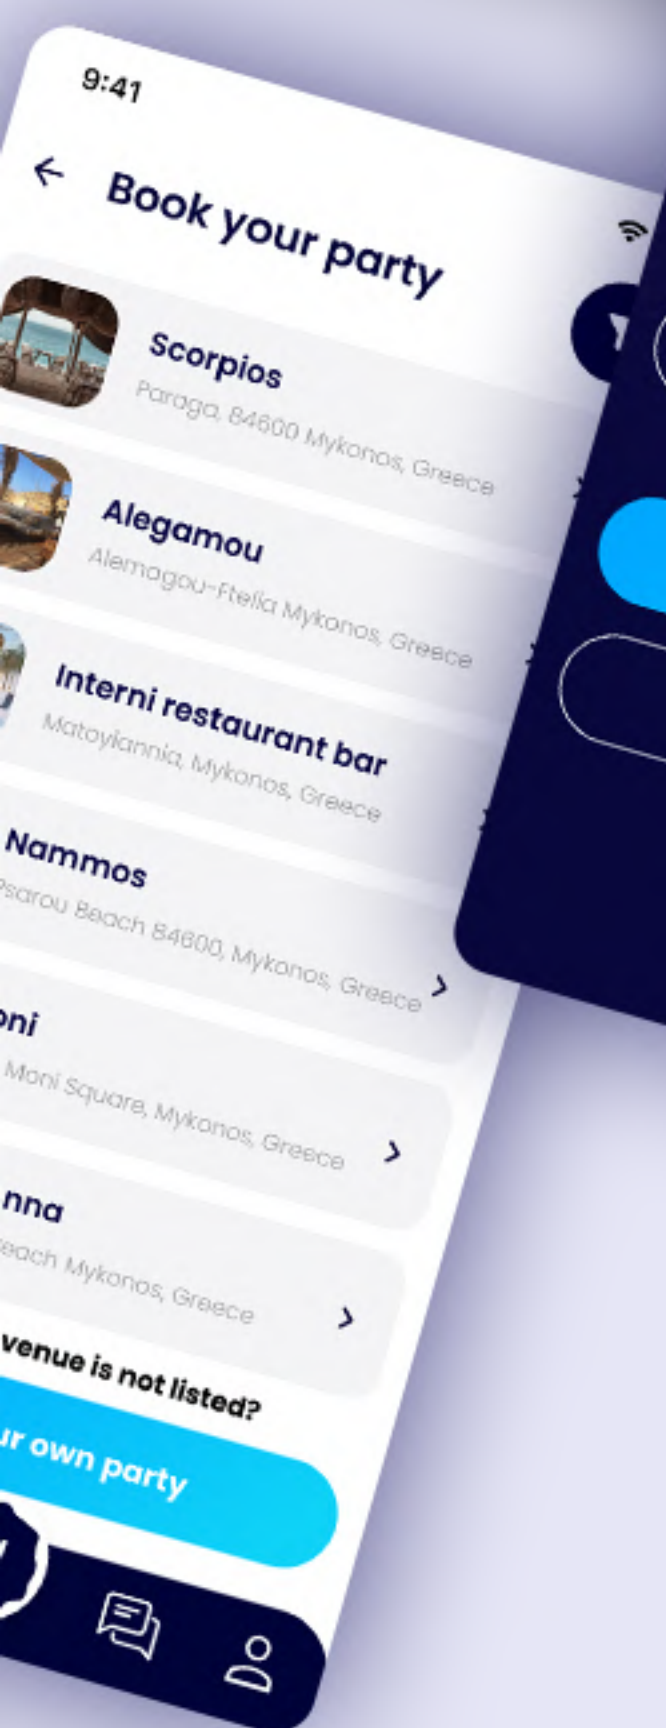 9:41
Book your party
Scorpios
Paraga, 84600 Mykonos, Greece
Alegamou
Alemagou-Ftelia Mykonos, Greece
Interni restaurant bar
Matoylannia, Mykonos, Greece
Nammos
Psarou Beach 84600, Mykonos, Greece
oni
Moni Square, Mykonos, Greece
nna
each Mykonos, Greece
venue is not listed?
ur own party